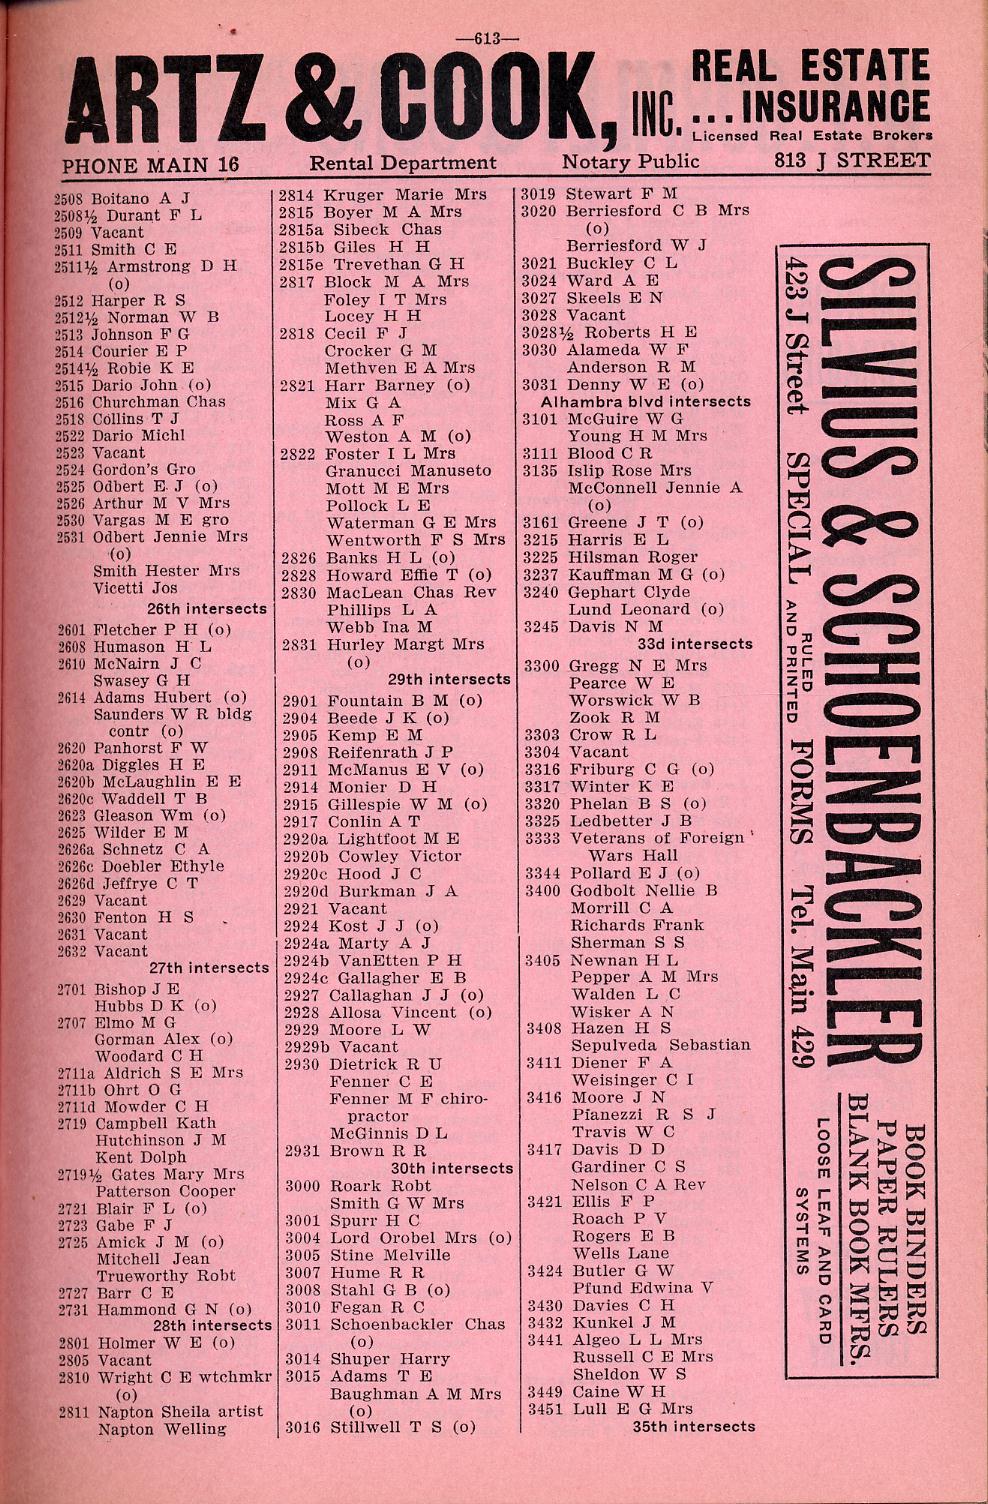 —613—
ARTZ & COOK, INC.
REAL ESTATE
...INSURANCE
Licensed Real Estate Brokers
PHONE MAIN 16 Rental Department Notary Public 813 J STREET
2508 Boitano A J
2508½ Durant F L
2509 Vacant
2511 Smith C E
2511½ Armstrong D H
(o)
2512 Harper R S
2512½ Norman W B
2513 Johnson F G
2514 Courier E P
2514½ Robie K E
2515 Dario John (o)
2516 Churchman Chas
2518 Collins T J
2522 Dario Michl
2523 Vacant
2524 Gordon's Gro
2525 Odbert E J (o)
2526 Arthur M V Mrs
2530 Vargas M E gro
2531 Odbert Jennie Mrs
(o)
Smith Hester Mrs
Vicetti Jos
26th intersects
2601 Fletcher P H (o)
2608 Humason H L
2610 McNairn J C
Swasey G H
2614 Adams Hubert (o)
Saunders W R bldg
contr (o)
2620 Panhorst F W
2620a Diggles H E
2620b McLaughlin E E
2620c Waddell T B
2623 Gleason Wm (o)
2625 Wilder E M
2626a Schnetz C A
2626c Doebler Ethyle
2626d Jeffrye C T
2629 Vacant
2630 Fenton H S
2631 Vacant
2632 Vacant
27th intersects
2701 Bishop J E
Hubbs D K (o)
2707 Elmo M G
Gorman Alex (o)
Woodard C H
2711a Aldrich S E Mrs
2711b Ohrt O G
2711d Mowder C H
2719 Campbell Kath
Hutchinson J M
Kent Dolph
2719½ Gates Mary Mrs
Patterson Cooper
2721 Blair F L (o)
2723 Gabe F J
2725 Amick J M (o)
Mitchell Jean
Trueworthy Robt
2727 Barr C E
2731 Hammond G N (o)
28th intersects
2801 Holmer W E (o)
2805 Vacant
2810 Wright C E wtchmkr
(o)
2811 Napton Sheila artist
Napton Welling
2814 Kruger Marie Mrs
2815 Boyer M A Mrs
2815a Sibeck Chas
2815b Giles H H
2815e Trevethan G H
2817 Block M A Mrs
Foley I T Mrs
Locey H H
2818 Cecil F J
Crocker G M
Methven E A Mrs
2821 Harr Barney (o)
Mix G A
Ross A F
Weston A M (o)
2822 Foster I L Mrs
Granucci Manuseto
Mott M E Mrs
Pollock L E
Waterman G E Mrs
Wentworth F S Mrs
2826 Banks H L (o)
2828 Howard Effie T (o)
2830 MacLean Chas Rev
Phillips L A
Webb Ina M
2831 Hurley Margt Mrs
(o)
29th intersects
2901 Fountain B M (o)
2904 Beede J K (o)
2905 Kemp E M
2908 Reifenrath J P
2911 McManus E V (o)
2914 Monier D H
2915 Gillespie W M (o)
2917 Conlin A T
2920a Lightfoot M E
2920b Cowley Victor
2920c Hood J C
2920d Burkman J A
2921 Vacant
2924 Kost J J (o)
2924a Marty A J
2924b VanEtten P H
2924c Gallagher E B
2927 Callaghan J J (o)
2928 Allosa Vincent (o)
2929 Moore L W
2929b Vacant
2930 Dietrick R U
Fenner C E
Fenner M F chiro-
practor
McGinnis D L
2931 Brown R R
30th intersects
3000 Roark Robt
Smith G W Mrs
3001 Spurr H C
3004 Lord Orobel Mrs (o)
3005 Stine Melville
3007 Hume R R
3008 Stahl G B (o)
3010 Fegan R C
3011 Schoenbackler Chas
(o)
3014 Shuper Harry
3015 Adams T E
Baughman A M Mrs
(o)
3016 Stillwell T S (o)
3019 Stewart F M
3020 Berriesford C B Mrs
(o)
Berriesford W J
3021 Buckley C L
3024 Ward A E
3027 Skeels E N
3028 Vacant
3028½ Roberts H E
3030 Alameda W F
Anderson R M
3031 Denny W E (o)
Alhambra blvd intersects
3101 McGuire W G
Young H M Mrs
3111 Blood C R
3135 Islip Rose Mrs
McConnell Jennie A
(o)
3161 Greene J T (o)
3215 Harris E L
3225 Hilsman Roger
3237 Kauffman M G (o)
3240 Gephart Clyde
Lund Leonard (o)
3245 Davis N M
33d intersects
3300 Gregg N E Mrs
Pearce W E
Worswick W B
Zook R M
3303 Crow R L
3304 Vacant
3316 Friburg C G (o)
3317 Winter K E
3320 Phelan B S (o)
3325 Ledbetter J B
3333 Veterans of Foreign
Wars Hall
3344 Pollard E J (o)
3400 Godbolt Nellie B
Morrill C A
Richards Frank
Sherman S S
3405 Newnan H L
Pepper A M Mrs
Walden L C
Wisker A N
3408 Hazen H S
Sepulveda Sebastian
3411 Diener F A
Weisinger C I
3416 Moore J N
Pianezzi R S J
Travis W C
3417 Davis D D
Gardiner C S
Nelson C A Rev
3421 Ellis F P
Roach P V
Rogers E B
Wells Lane
3424 Butler G W
Pfund Edwina V
3430 Davies C H
3432 Kunkel J M
3441 Algeo L L Mrs
Russell C E Mrs
Sheldon W S
3449 Caine W H
3451 Lull E G Mrs
35th intersects
SILVIUS & SCHOENBACKLER
423 J Street SPECIAL RULED AND PRINTED FORMS Tel. Main 429
BOOK BINDERS
PAPER RULERS
BLANK BOOK MFRS.
LOOSE LEAF AND CARD
SYSTEMS